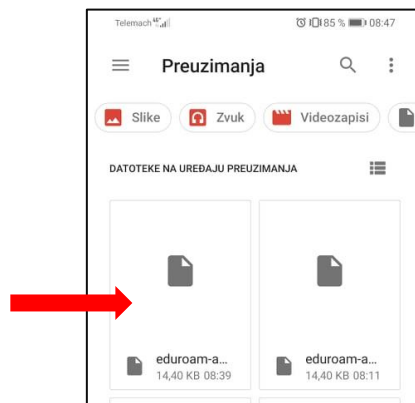 Telemach 85 % 08:47
Preuzimanja
Slike Zvuk Videozapisi
DATOTEKE NA UREĐAJU PREUZIMANJA
eduroam-a... eduroam-a...
14,40 KB 08:39 14,40 KB 08:11